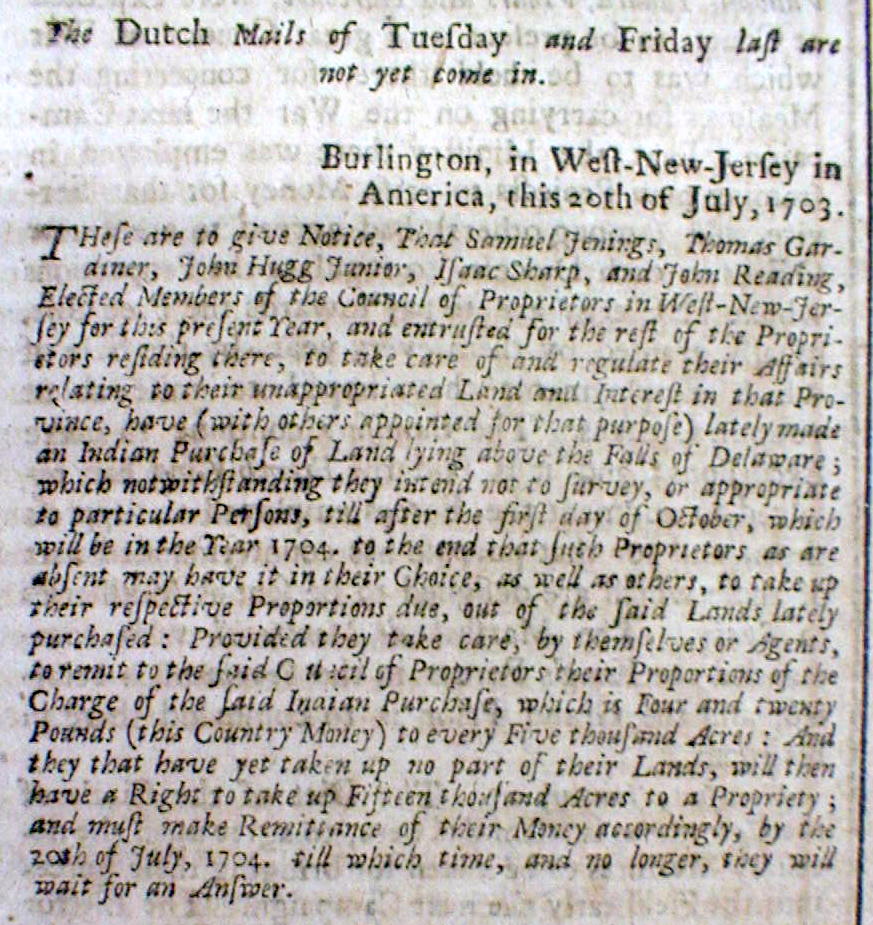 The Dutch Mails of Tueſday and Friday laſt are
not yet come in.
Burlington, in Weſt-New-Jerſey in
America, this 20th of July, 1703.
THeſe are to give Notice, That Samuel Jenings, Thomas Gar-
diner, John Hugg Junior, Iſaac Sharp, and John Reading,
Elected Members of the Council of Proprietors in Weſt-New-Jer-
ſey for this preſent Year, and entruſted for the reſt of the Propri-
etors reſiding there, to take care of and regulate their Affairs
relating to their unappropriated Land and Intereſt in that Pro-
vince, have (with others appointed for that purpoſe) lately made
an Indian Purchaſe of Land lying above the Falls of Delaware;
which notwithſtanding they intend not to ſurvey, or appropriate
to particular Perſons, till after the firſt day of October, which
will be in the Year 1704. to the end that ſuch Proprietors as are
abſent may have it in their Choice, as well as others, to take up
their reſpective Proportions due, out of the ſaid Lands lately
purchaſed: Provided they take care, by themſelves or Agents,
to remit to the ſaid Council of Proprietors their Proportions of the
Charge of the ſaid Indian Purchaſe, which is Four and twenty
Pounds (this Country Money) to every Five thouſand Acres: And
they that have yet taken up no part of their Lands, will then
have a Right to take up Fifteen thouſand Acres to a Propriety;
and muſt make Remittance of their Money accordingly, by the
20th of July, 1704. till which time, and no longer, they will
wait for an Anſwer.